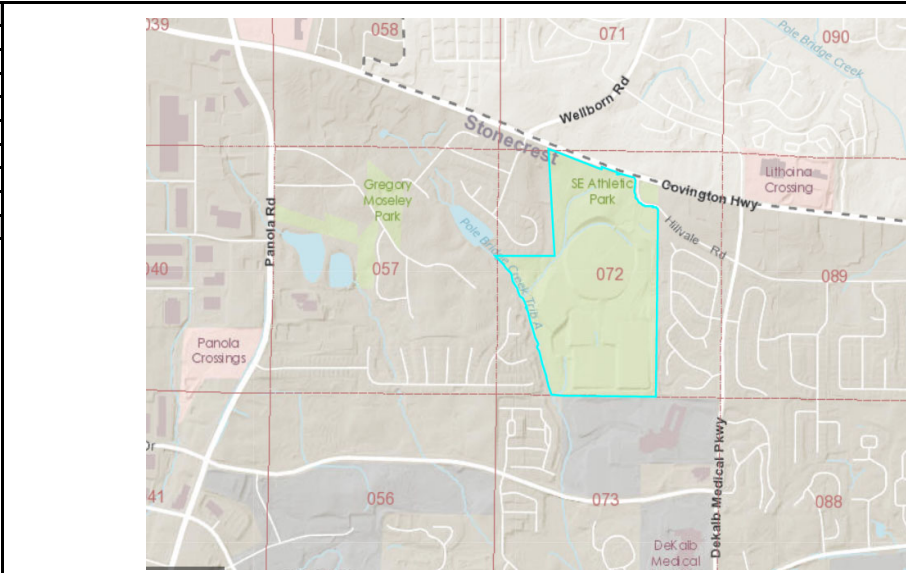 039
058
071
090
Pole Bridge Creek
Wellborn Rd
Stonecrest
Lithoina
Crossing
Gregory
Moseley
Park
SE Athletic
Park
Covington Hwy
Panola Rd
Pole Bridge Creek Trib A
Hillvale Rd
040
057
072
089
Panola
Crossings
Dr
DeKalb Medical Pkwy
041
056
073
088
DeKalb
Medical